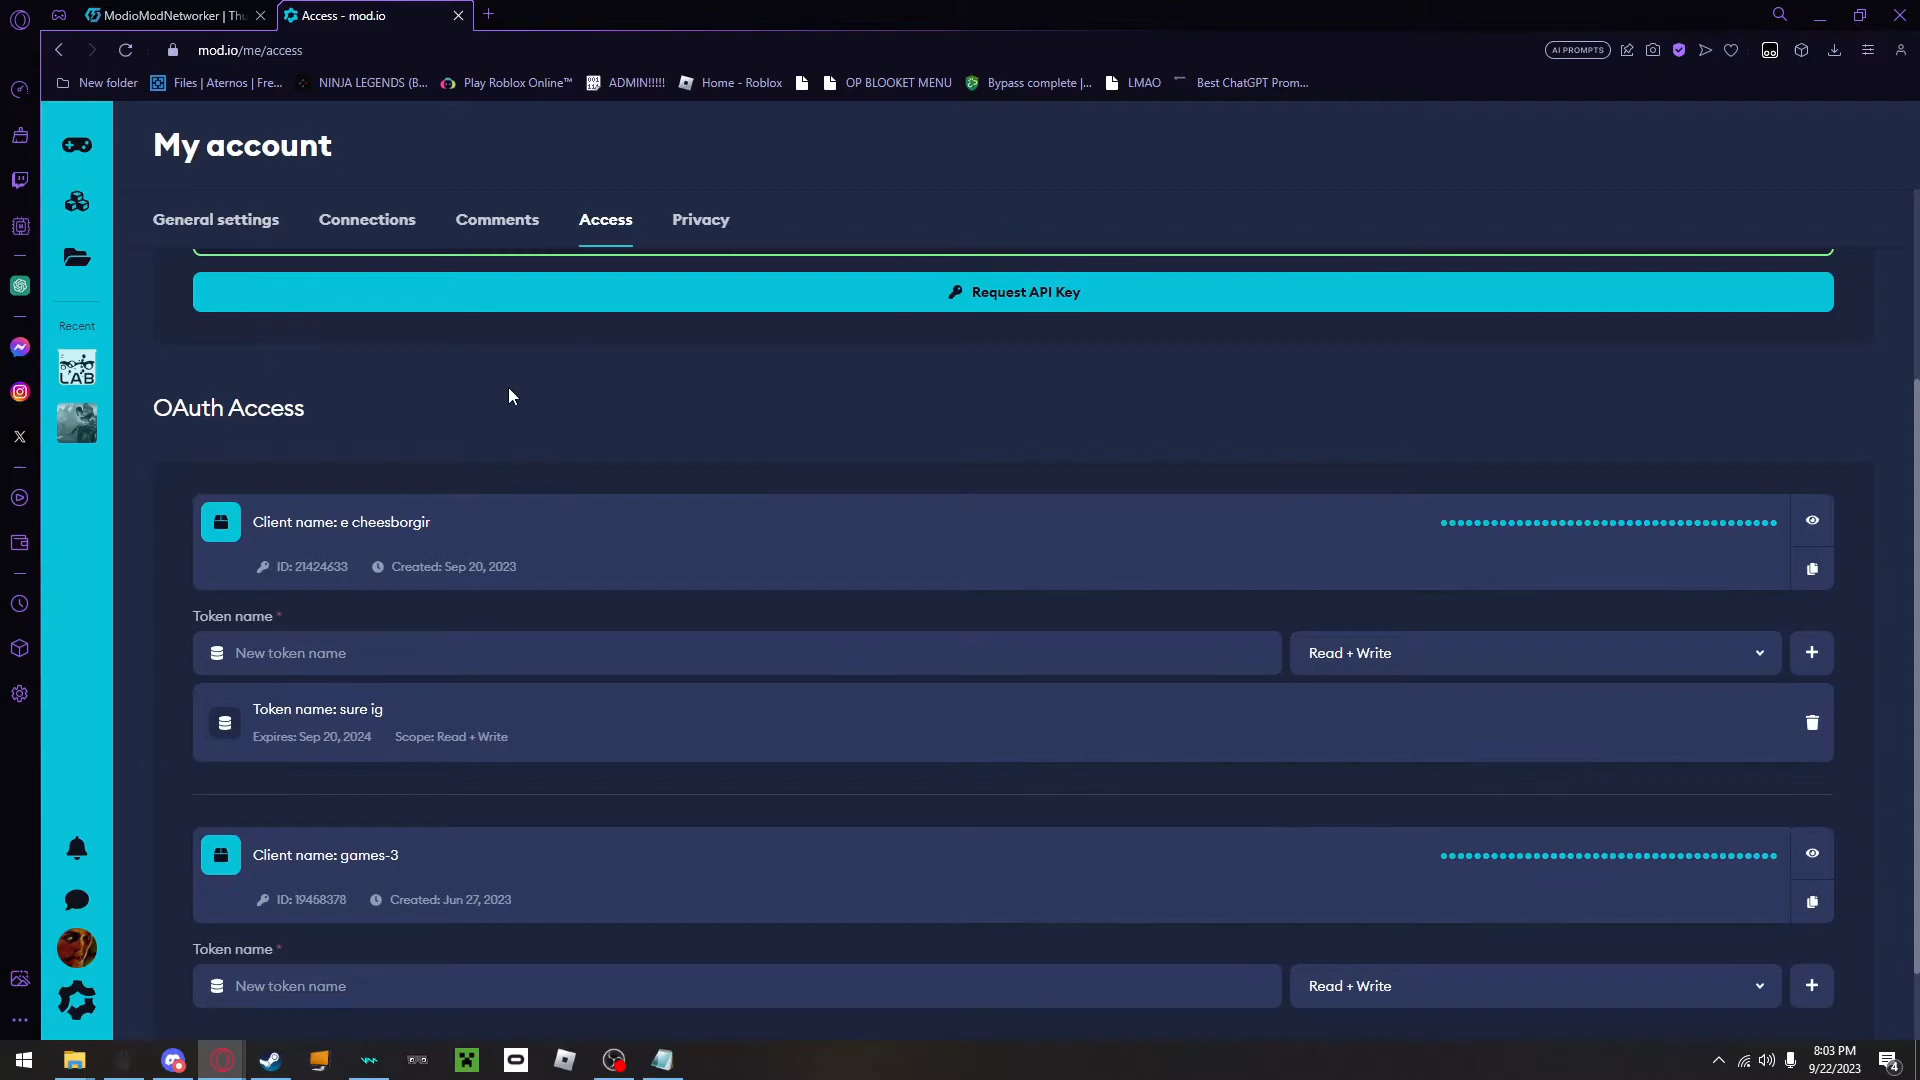 ModioModNetworker | Thu
Access - mod.io
mod.io/me/access
AI PROMPTS
New folder
Files | Aternos | Fre...
NINJA LEGENDS (B...
Play Roblox Online™
ADMIN!!!!!
Home - Roblox
OP BLOOKET MENU
Bypass complete |...
LMAO
Best ChatGPT Prom...
My account
General settings
Connections
Comments
Access
Privacy
Request API Key
Recent
LAB
OAuth Access
Client name: e cheesborgir
ID: 21424633
Created: Sep 20, 2023
Token name *
New token name
Read + Write
Token name: sure ig
Expires: Sep 20, 2024
Scope: Read + Write
Client name: games-3
ID: 19458378
Created: Jun 27, 2023
Token name *
New token name
Read + Write
8:03 PM
9/22/2023
4